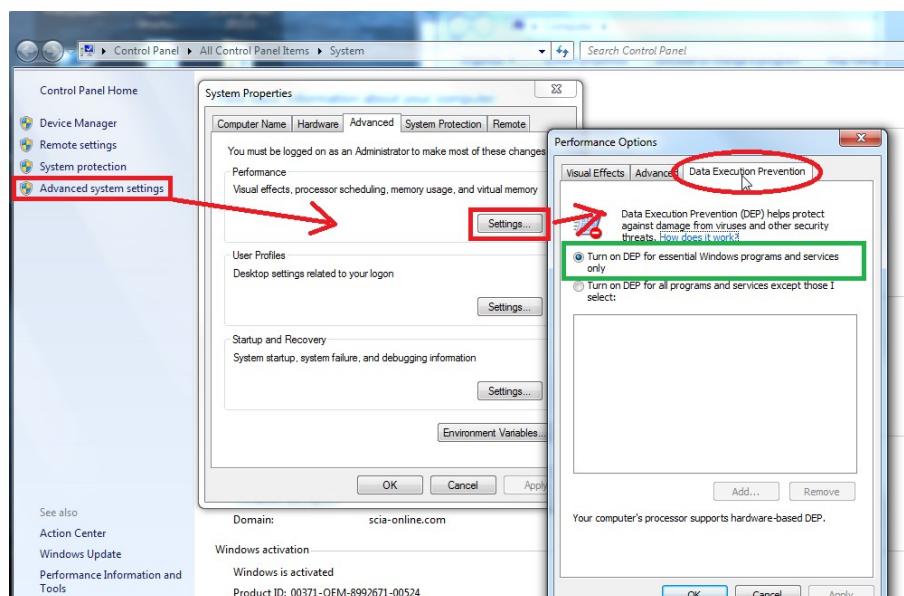 Control Panel ▸ All Control Panel Items ▸ System
Search Control Panel
Control Panel Home
Device Manager
Remote settings
System protection
Advanced system settings
See also
Action Center
Windows Update
Performance Information and
Tools
System Properties
Computer Name
Hardware
Advanced
System Protection
Remote
You must be logged on as an Administrator to make most of these changes
Performance
Visual effects, processor scheduling, memory usage, and virtual memory
Settings...
User Profiles
Desktop settings related to your logon
Settings...
Startup and Recovery
System startup, system failure, and debugging information
Settings...
Environment Variables...
OK
Cancel
Apply
Domain:
scia-online.com
Windows activation
Windows is activated
Product ID: 00371-OEM-8992671-00524
Performance Options
Visual Effects
Advanced
Data Execution Prevention
Data Execution Prevention (DEP) helps protect
against damage from viruses and other security
threats. How does it work?
Turn on DEP for essential Windows programs and services
only
Turn on DEP for all programs and services except those I
select:
Add...
Remove
Your computer's processor supports hardware-based DEP.
OK
Cancel
Apply